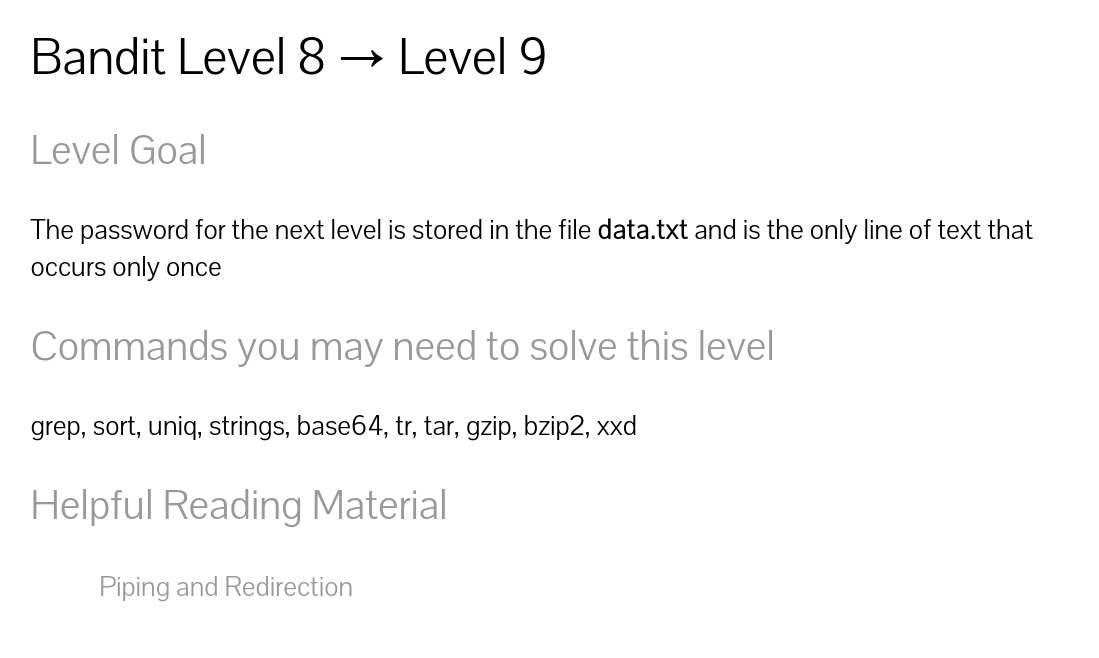 Bandit Level 8 → Level 9
Level Goal
The password for the next level is stored in the file data.txt and is the only line of text that
occurs only once
Commands you may need to solve this level
grep, sort, uniq, strings, base64, tr, tar, gzip, bzip2, xxd
Helpful Reading Material
Piping and Redirection